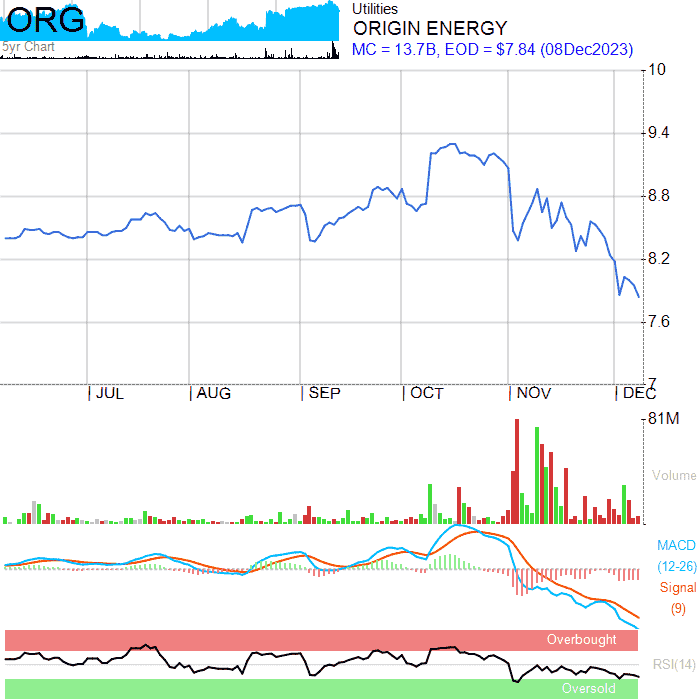 ORG
5yr Chart
Utilities
ORIGIN ENERGY
MC = 13.7B, EOD = $7.84 (08Dec2023)
10
9.4
8.8
8.2
7.6
7
JUL
AUG
SEP
OCT
NOV
DEC
81M
Volume
MACD
(12-26)
Signal
(9)
Overbought
RSI(14)
Oversold